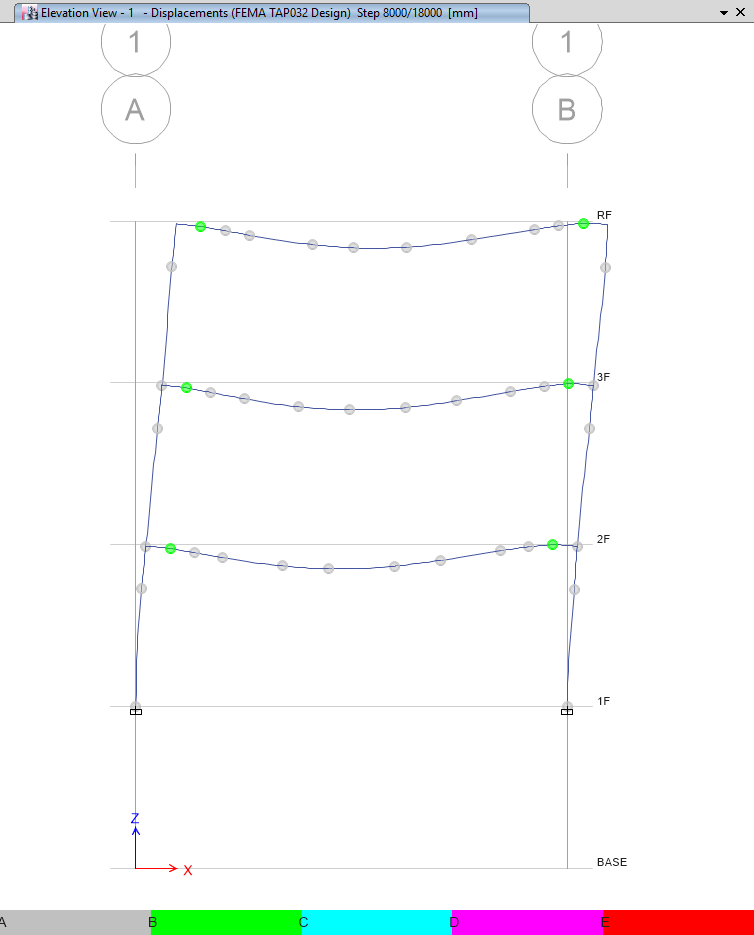 Elevation View - 1 - Displacements (FEMA TAP032 Design) Step 8000/18000 [mm]
1 1
A B
RF
3F
2F
1F
Z
X
BASE
A B C D E